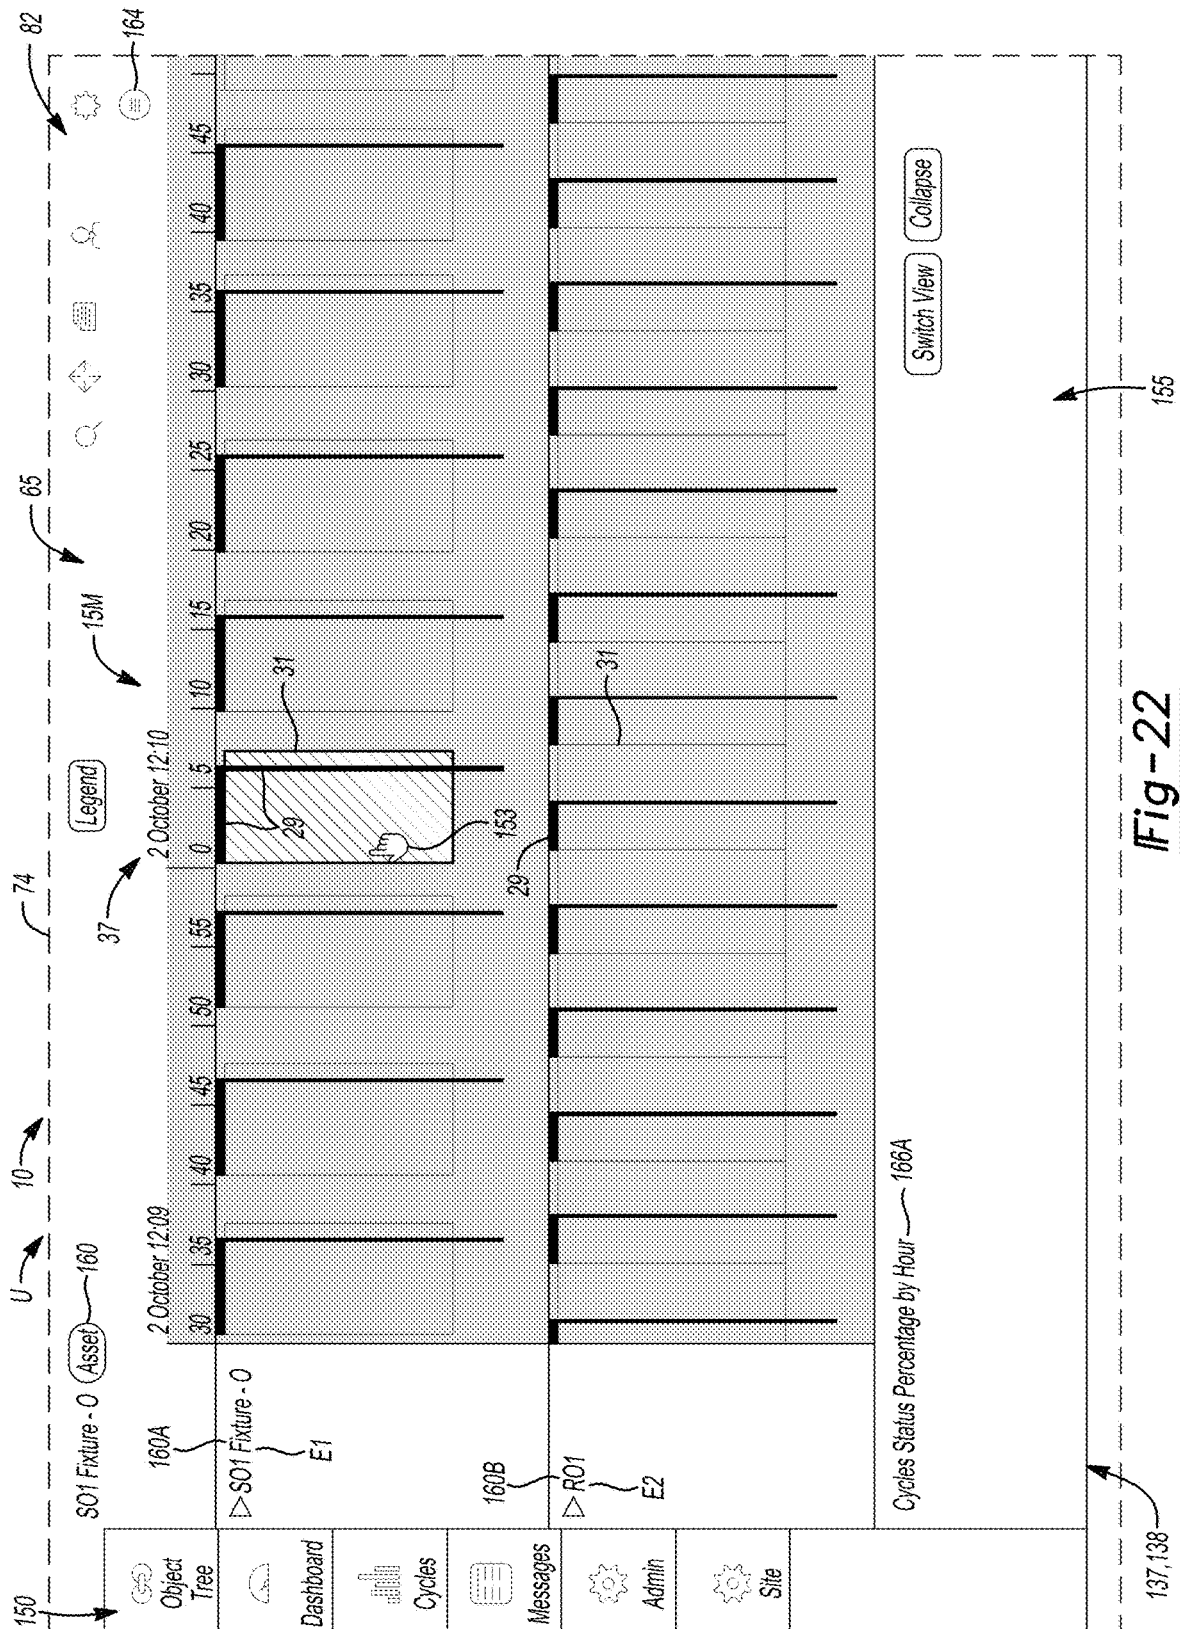 150
U
10
74
65
82
SO1 Fixture - O
Asset
160
37
Legend
15M
164
Object
Tree
Dashboard
Cycles
Messages
Admin
Site
2 October 12:09
2 October 12:10
30 35 40 45 50 55 0 5 10 15 20 25 30 35 40 45
160A
▷SO1 Fixture - O
E1
29
31
153
160B
▷RO1
E2
29
31
Cycles Status Percentage by Hour
166A
Switch View
Collapse
155
137,138
Fig-22